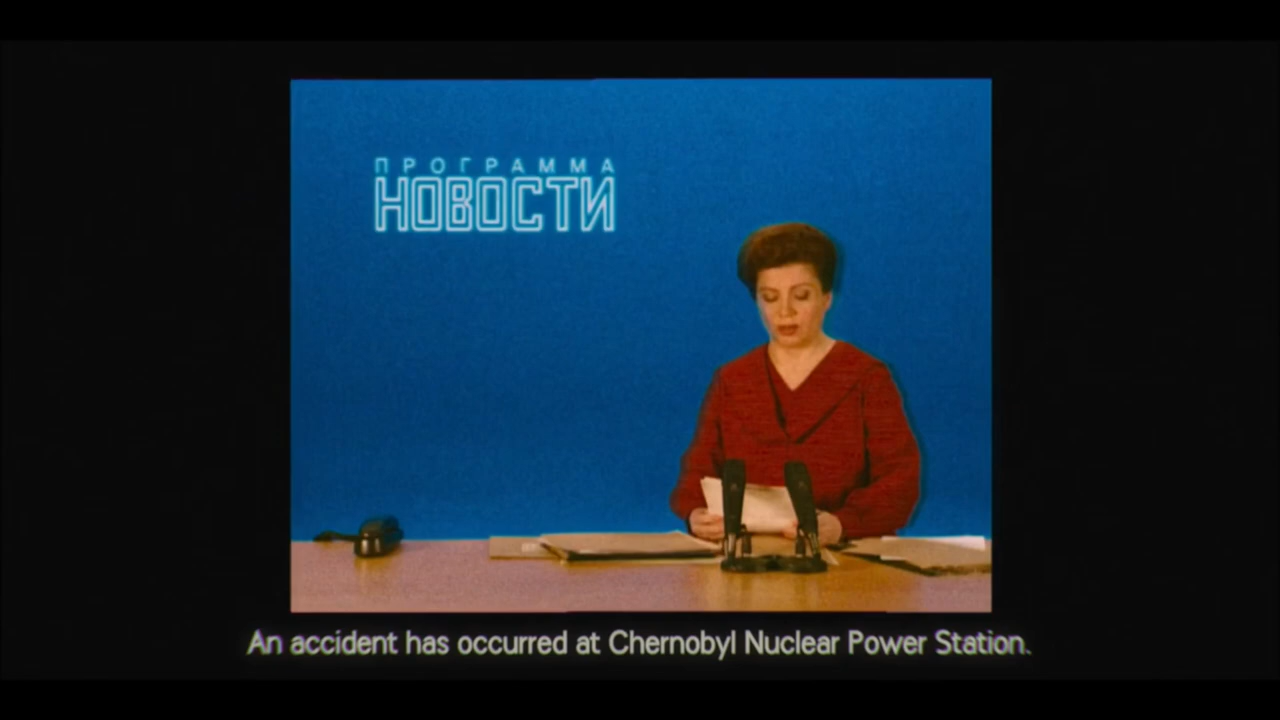 ПРОГРАММА
НОВОСТИ
An accident has occurred at Chernobyl Nuclear Power Station.